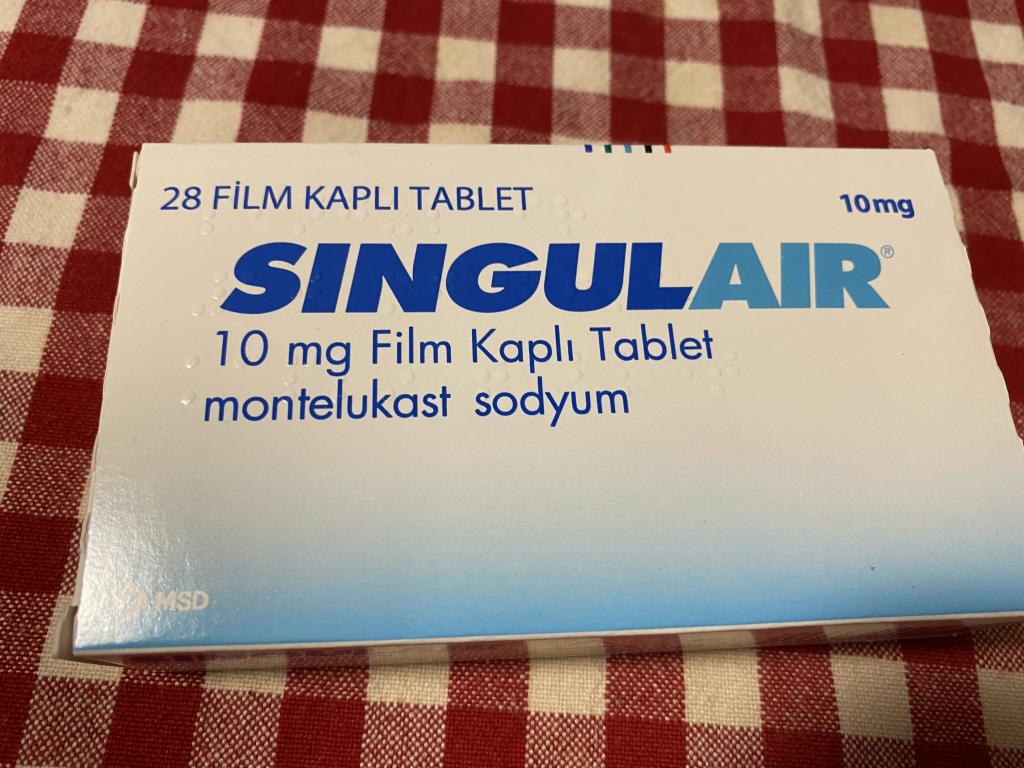 28 FİLM KAPLI TABLET
10mg
SINGULAIR®
10 mg Film Kaplı Tablet
montelukast sodyum
MSD